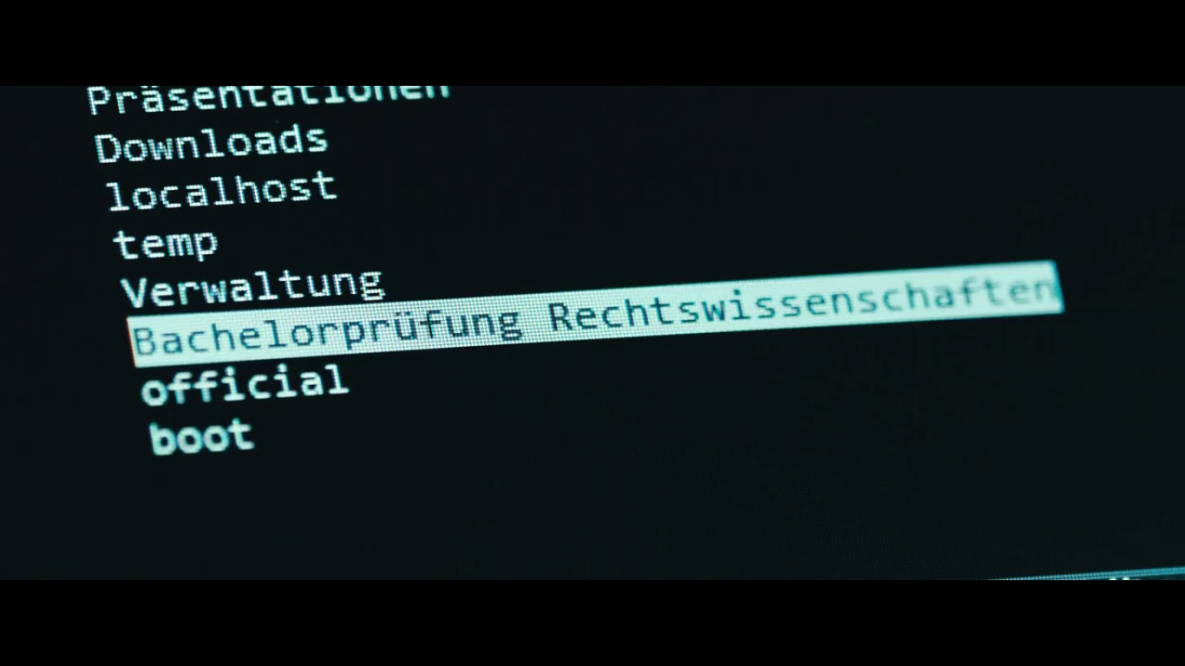 Präsentationen
Downloads
localhost
temp
Verwaltung
Bachelorprüfung Rechtswissenschaften
official
boot